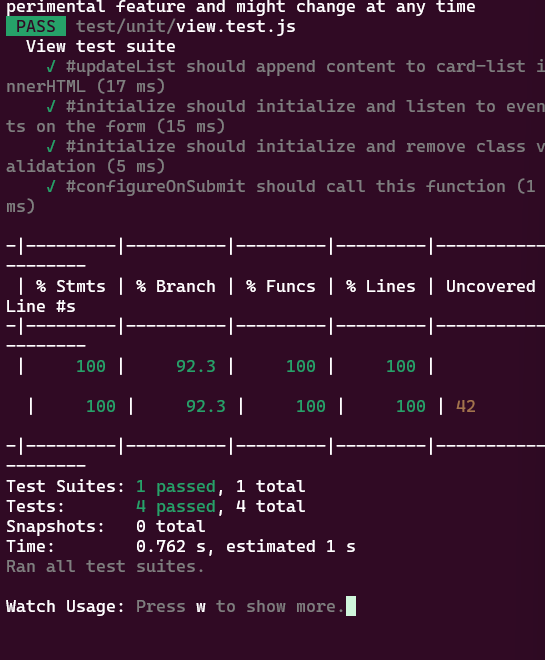 perimental feature and might change at any time
PASS test/unit/view.test.js
View test suite
✓ #updateList should append content to card-list i
nnerHTML (17 ms)
✓ #initialize should initialize and listen to even
ts on the form (15 ms)
✓ #initialize should initialize and remove class v
alidation (5 ms)
✓ #configureOnSubmit should call this function (1
ms)
-|---------|----------|---------|---------|-----------
--------
| % Stmts | % Branch | % Funcs | % Lines | Uncovered
Line #s
-|---------|----------|---------|---------|-----------
--------
| 100 | 92.3 | 100 | 100 |
| 100 | 92.3 | 100 | 100 | 42
-|---------|----------|---------|---------|-----------
--------
Test Suites: 1 passed, 1 total
Tests: 4 passed, 4 total
Snapshots: 0 total
Time: 0.762 s, estimated 1 s
Ran all test suites.
Watch Usage: Press w to show more.